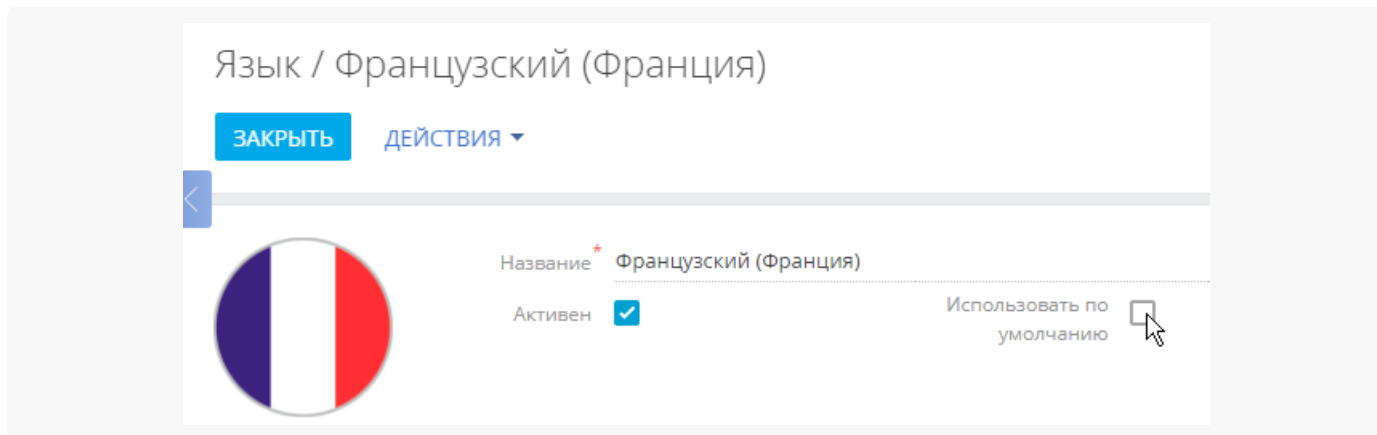 Язык / Французский (Франция)
ЗАКРЫТЬ ДЕЙСТВИЯ
Название* Французский (Франция)
Активен Использовать по
умолчанию